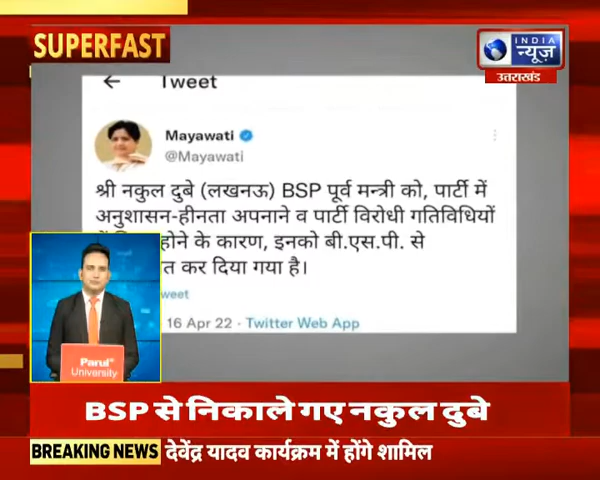 SUPERFAST
INDIA
न्यूज़
उत्तराखंड
Tweet
Mayawati
@Mayawati
श्री नकुल दुबे (लखनऊ) BSP पूर्व मन्त्री को, पार्टी में
अनुशासन-हीनता अपनाने व पार्टी विरोधी गतिविधियों
होने के कारण, इनको बी.एस.पी. से
कर दिया गया है।
16 Apr 22 · Twitter Web App
Parul
University
BSP से निकाले गए नकुल दुबे
BREAKING NEWS देवेंद्र यादव कार्यक्रम में होंगे शामिल